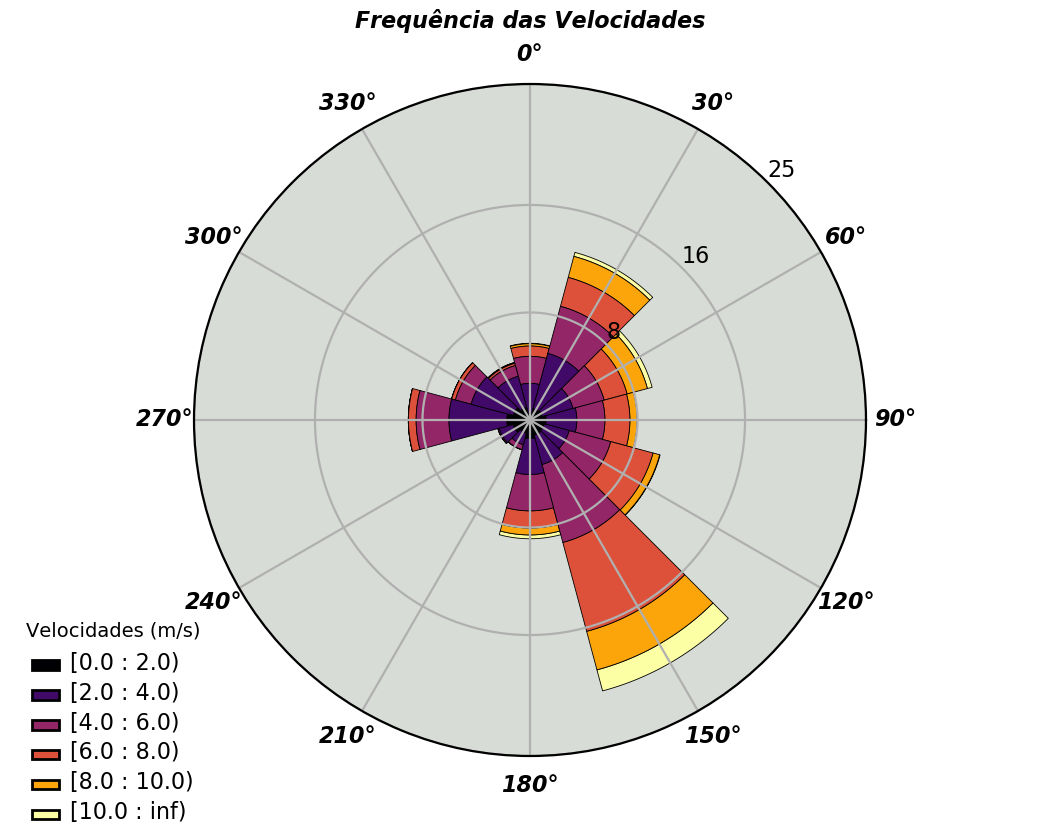 Frequência das Velocidades
0°
330°
30°
25
300°
60°
16
8
270°
90°
240°
120°
210°
150°
180°
Velocidades (m/s)
[0.0 : 2.0)
[2.0 : 4.0)
[4.0 : 6.0)
[6.0 : 8.0)
[8.0 : 10.0)
[10.0 : inf)